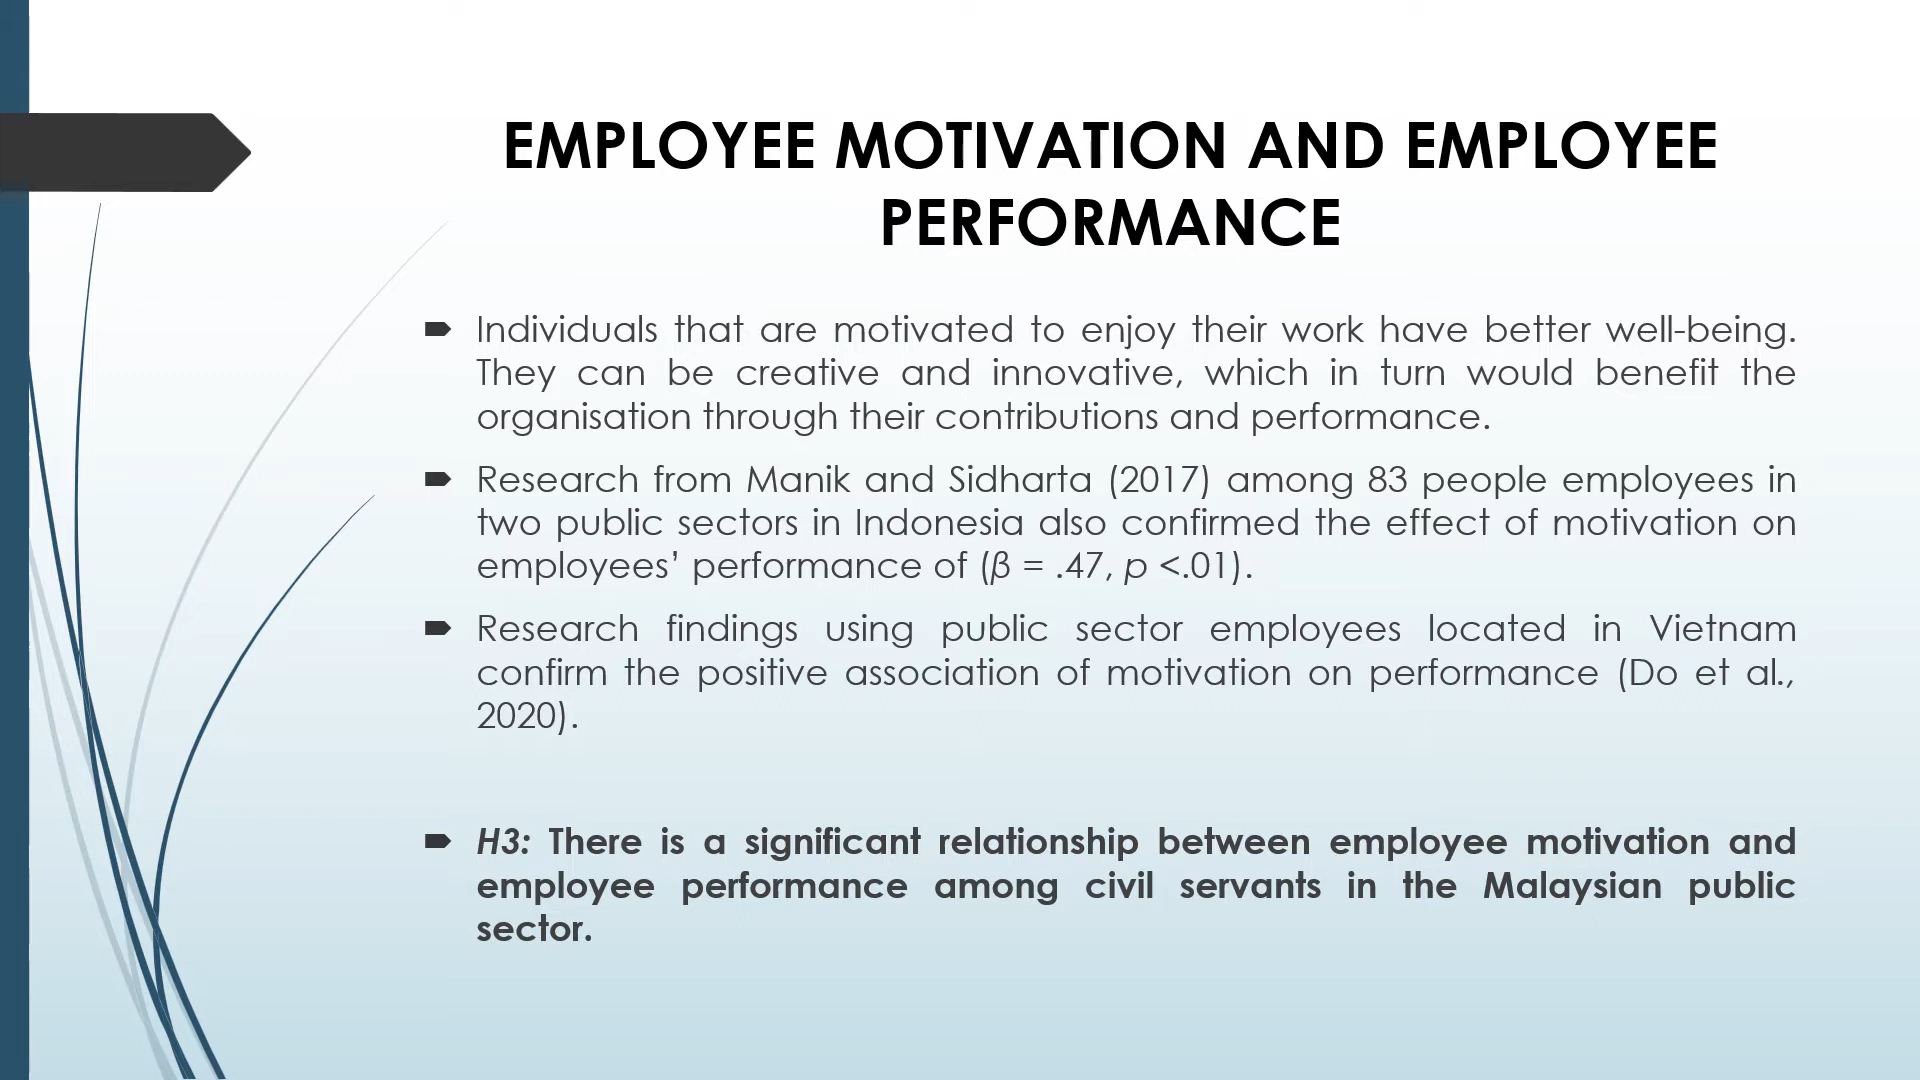 EMPLOYEE MOTIVATION AND EMPLOYEE
PERFORMANCE
Individuals that are motivated to enjoy their work have better well-being.
They can be creative and innovative, which in turn would benefit the
organisation through their contributions and performance.
Research from Manik and Sidharta (2017) among 83 people employees in
two public sectors in Indonesia also confirmed the effect of motivation on
employees’ performance of (β = .47, p <.01).
Research findings using public sector employees located in Vietnam
confirm the positive association of motivation on performance (Do et al.,
2020).
H3: There is a significant relationship between employee motivation and
employee performance among civil servants in the Malaysian public
sector.